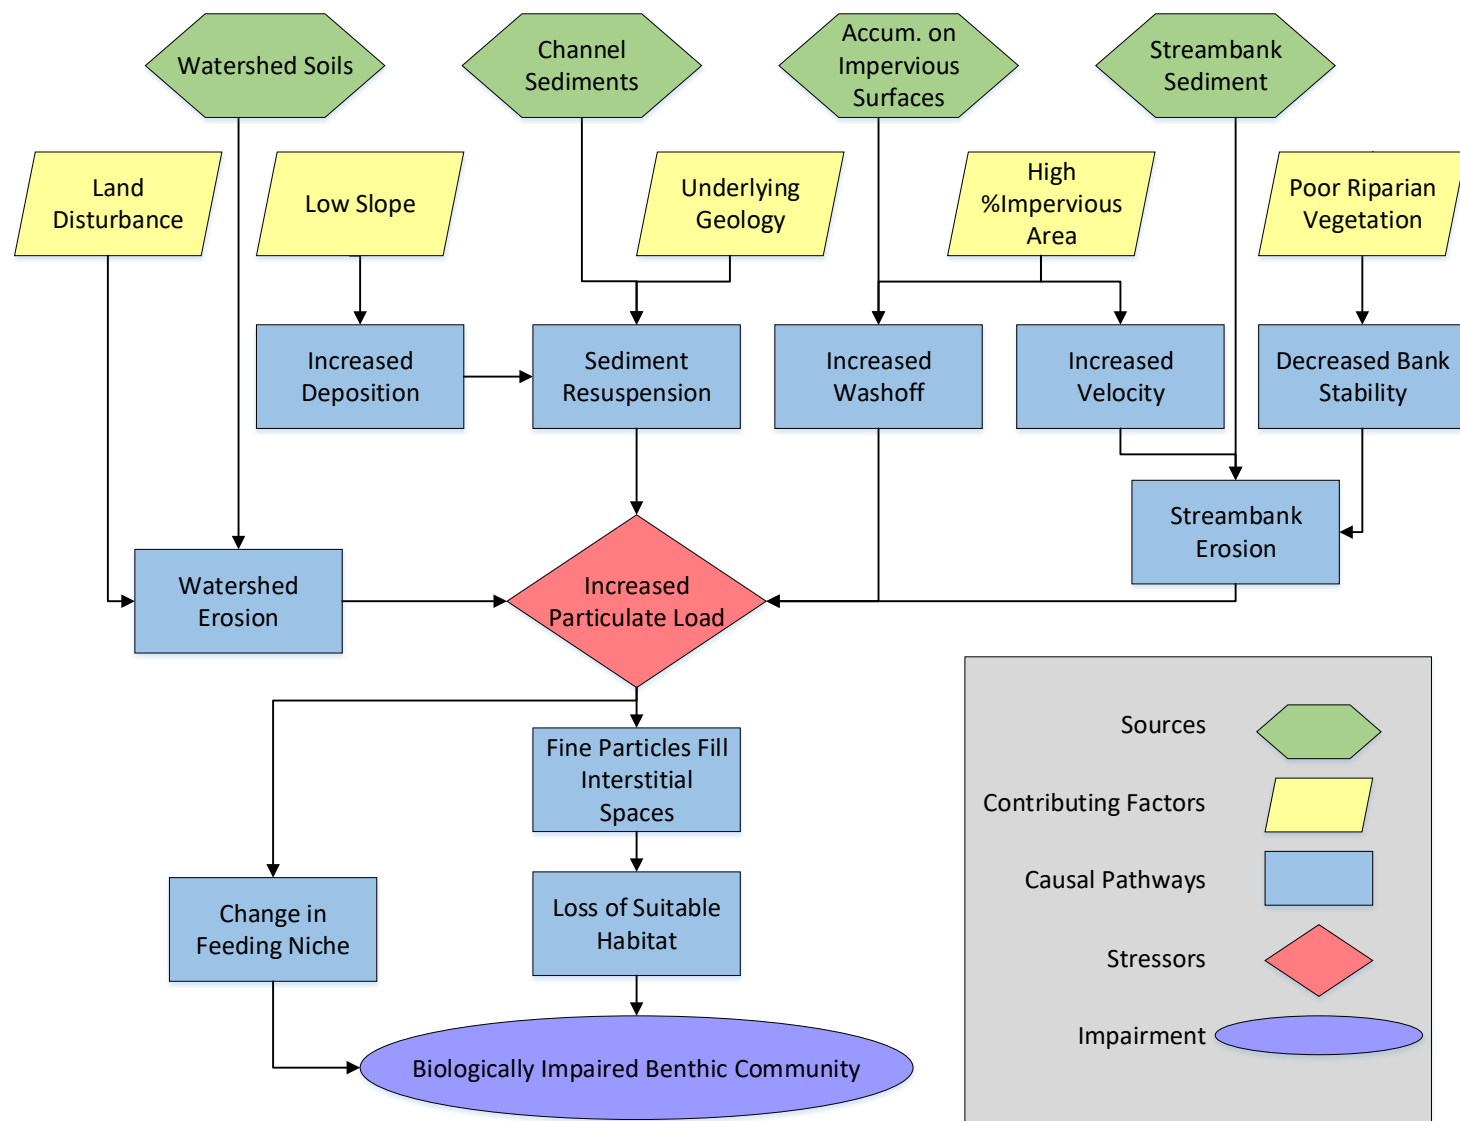 Watershed Soils
Channel
Sediments
Accum. on
Impervious
Surfaces
Streambank
Sediment
Land
Disturbance
Low Slope
Underlying
Geology
High
%Impervious
Area
Poor Riparian
Vegetation
Increased
Deposition
Sediment
Resuspension
Increased
Washoff
Increased
Velocity
Decreased Bank
Stability
Streambank
Erosion
Watershed
Erosion
Increased
Particulate Load
Fine Particles Fill
Interstitial
Spaces
Change in
Feeding Niche
Loss of Suitable
Habitat
Biologically Impaired Benthic Community
Sources
Contributing Factors
Causal Pathways
Stressors
Impairment